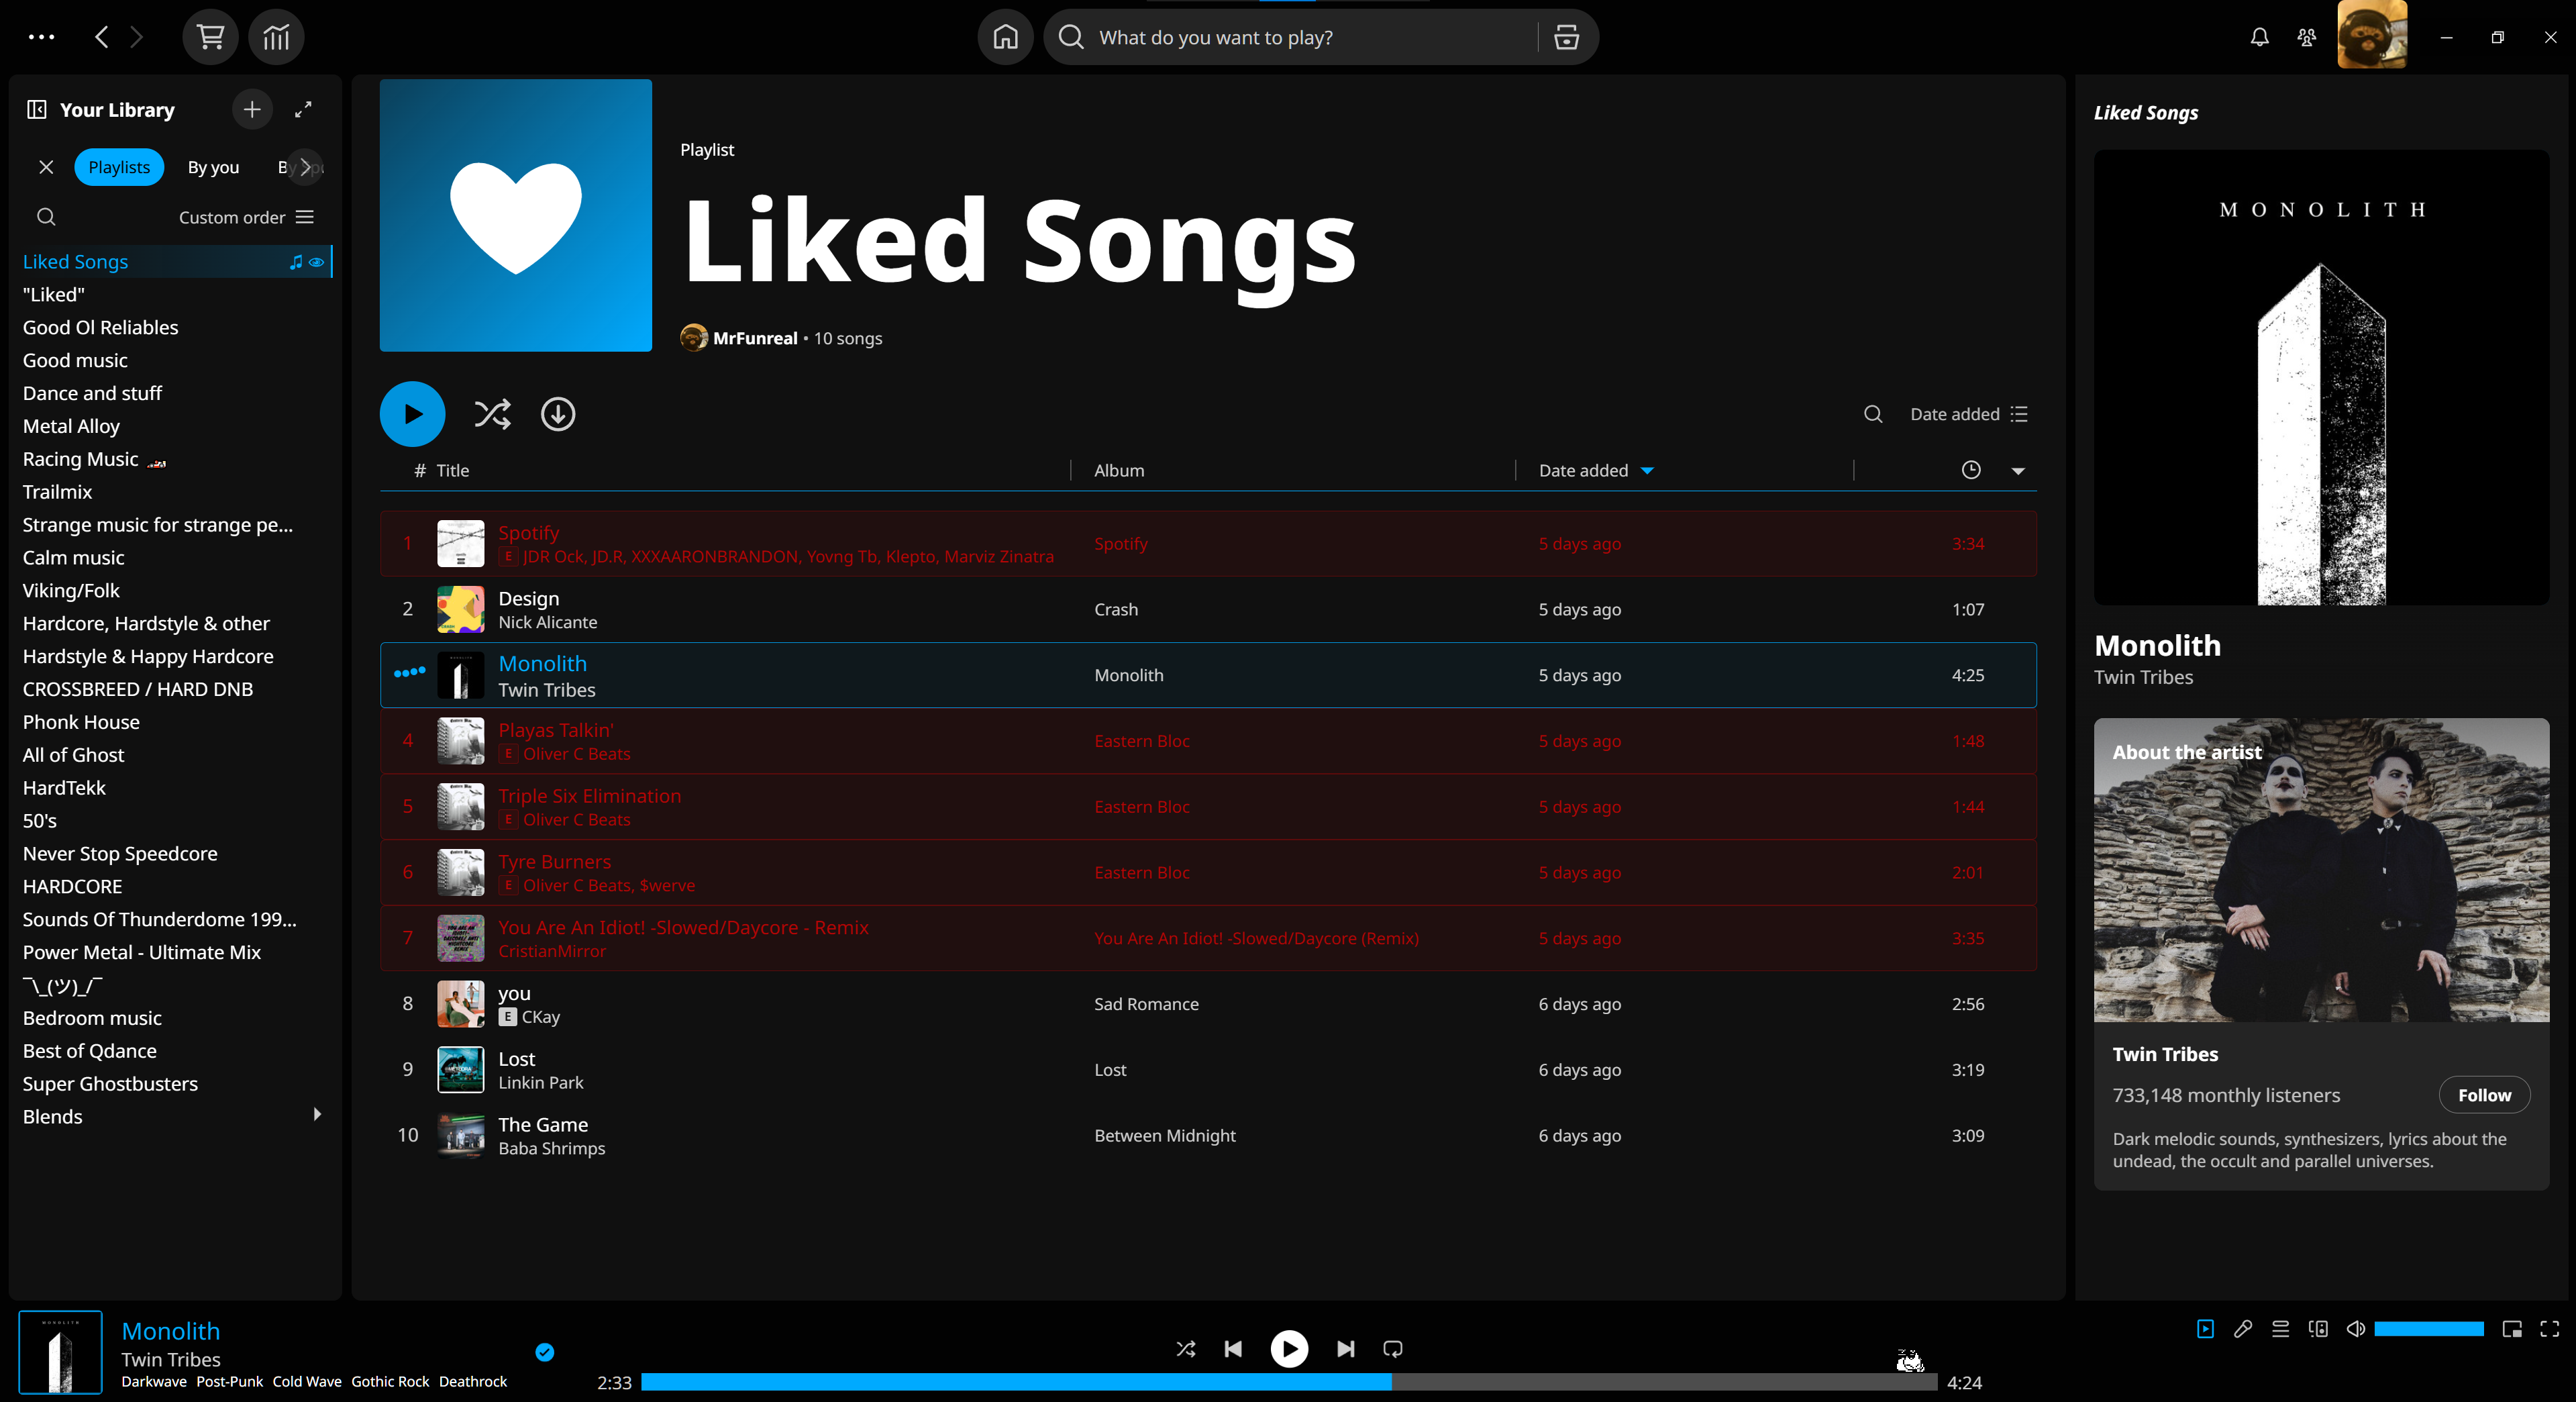 What do you want to play?
Your Library
Playlists By you
Custom order
Liked Songs
"Liked"
Good Ol Reliables
Good music
Dance and stuff
Metal Alloy
Racing Music
Trailmix
Strange music for strange pe...
Calm music
Viking/Folk
Hardcore, Hardstyle & other
Hardstyle & Happy Hardcore
CROSSBREED / HARD DNB
Phonk House
All of Ghost
HardTekk
50's
Never Stop Speedcore
HARDCORE
Sounds Of Thunderdome 199...
Power Metal - Ultimate Mix
¯\_(ツ)_/¯
Bedroom music
Best of Qdance
Super Ghostbusters
Blends
Playlist
Liked Songs
MrFunreal • 10 songs
Date added
# Title Album Date added
1 Spotify Spotify 5 days ago 3:34
E JDR Ock, JD.R, XXXAARONBRANDON, Yovng Tb, Klepto, Marviz Zinatra
2 Design Crash 5 days ago 1:07
Nick Alicante
Monolith Monolith 5 days ago 4:25
Twin Tribes
4 Playas Talkin' Eastern Bloc 5 days ago 1:48
E Oliver C Beats
5 Triple Six Elimination Eastern Bloc 5 days ago 1:44
E Oliver C Beats
6 Tyre Burners Eastern Bloc 5 days ago 2:01
E Oliver C Beats, $werve
7 You Are An Idiot! -Slowed/Daycore - Remix You Are An Idiot! -Slowed/Daycore (Remix) 5 days ago 3:35
CristianMirror
8 you Sad Romance 6 days ago 2:56
E CKay
9 Lost Lost 6 days ago 3:19
Linkin Park
10 The Game Between Midnight 6 days ago 3:09
Baba Shrimps
Liked Songs
MONOLITH
Monolith
Twin Tribes
About the artist
Twin Tribes
733,148 monthly listeners
Follow
Dark melodic sounds, synthesizers, lyrics about the
undead, the occult and parallel universes.
Monolith
Twin Tribes
Darkwave Post-Punk Cold Wave Gothic Rock Deathrock
2:33
4:24